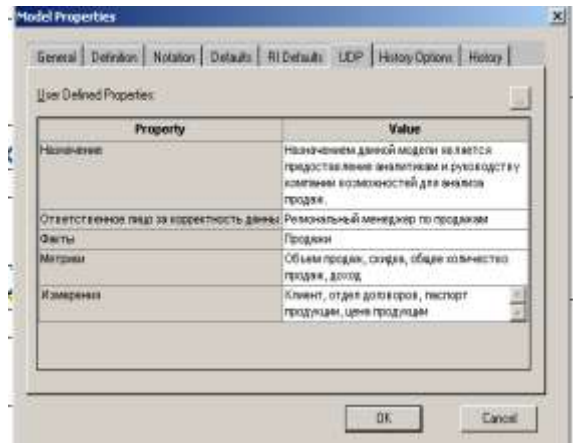 Model Properties
General Definition Notation Defaults RI Defaults UDP History Options History
User Defined Properties:
...
Property Value
Назначение Назначением данной модели является
предоставление аналитикам и руководству
компании возможностей для анализа
продаж.
Ответственное лицо за корректность данны Региональный менеджер по продажам
Факты Продажи
Метрики Объем продаж, скидка, общее количество
продаж, доход
Измерения Клиент, отдел договоров, паспорт
продукции, цена продукции
OK Cancel